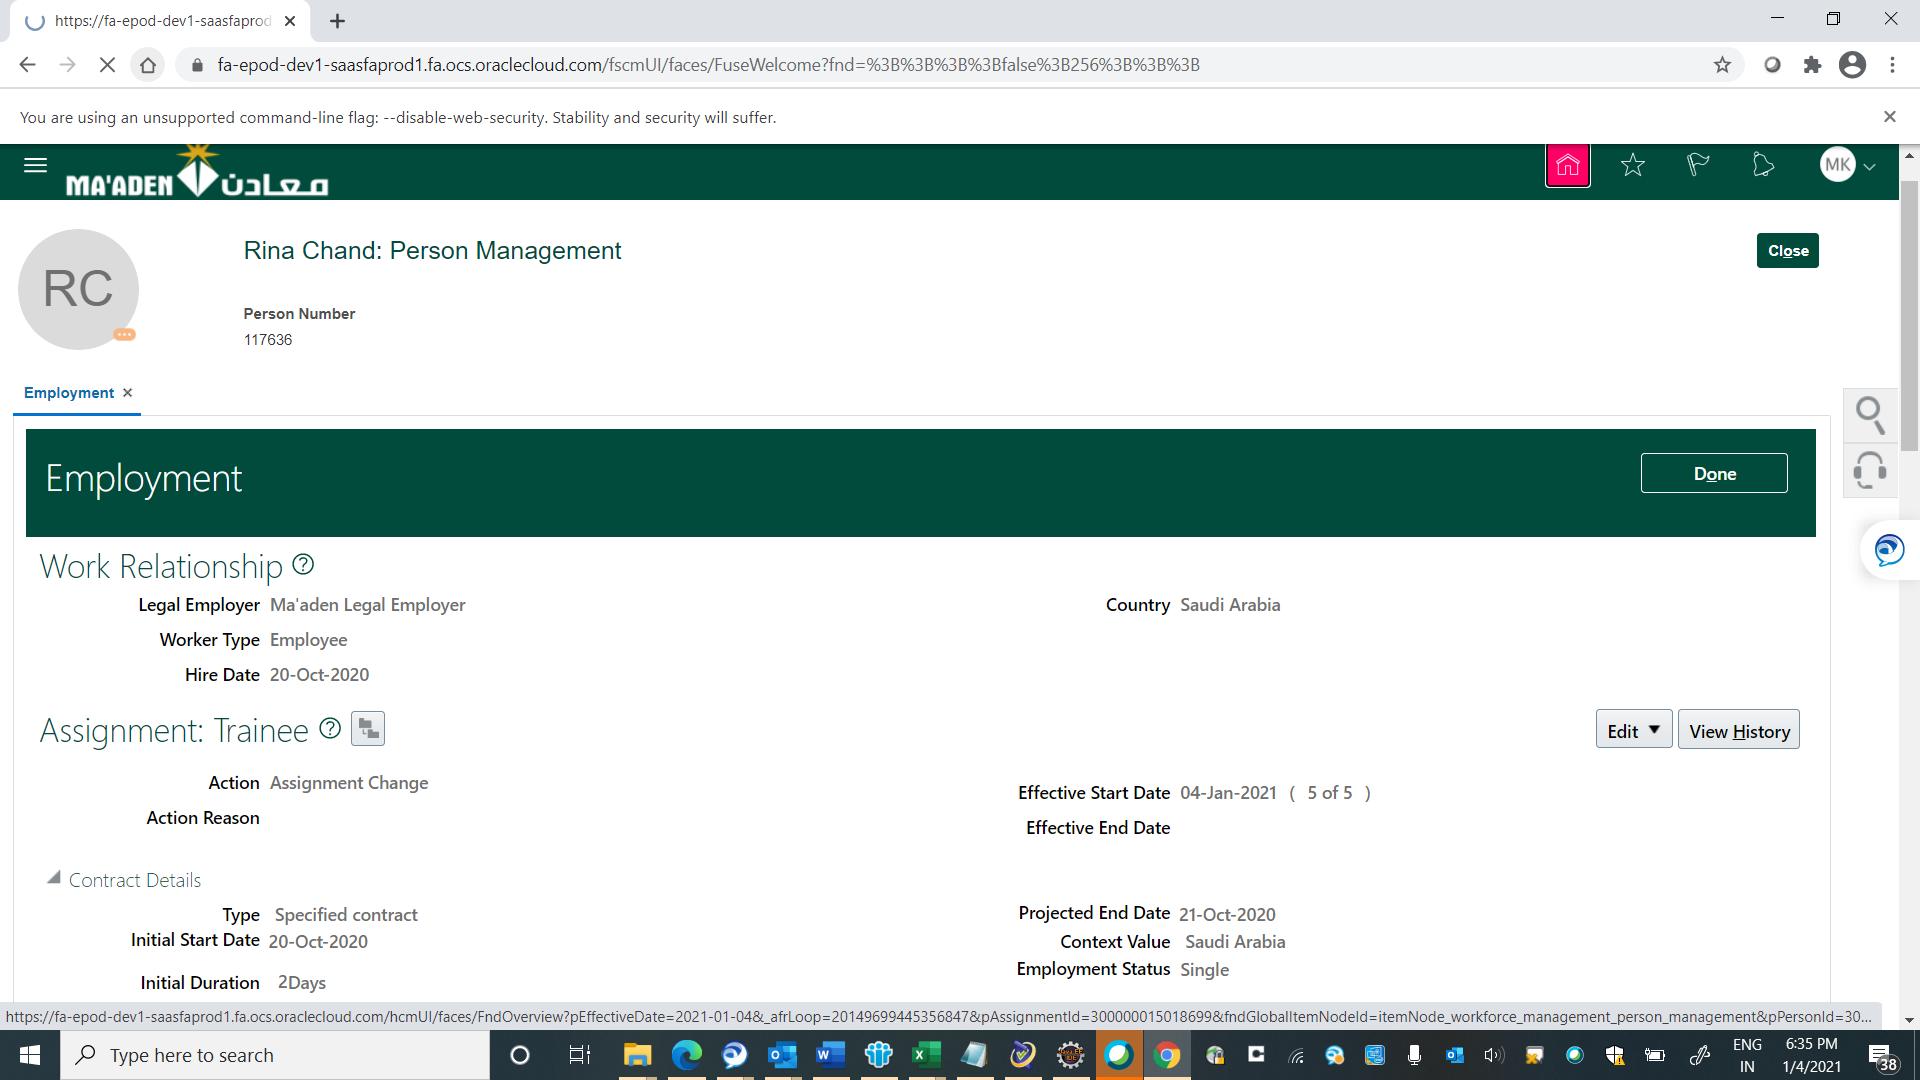 https://fa-epod-dev1-saasfaprod
fa-epod-dev1-saasfaprod1.fa.ocs.oraclecloud.com/fscmUI/faces/FuseWelcome?fnd=%3B%3B%3B%3Bfalse%3B256%3B%3B%3B
You are using an unsupported command-line flag: --disable-web-security. Stability and security will suffer.
MA'ADEN معادن
MK
RC
Rina Chand: Person Management
Close
Person Number
117636
Employment
Employment
Done
Work Relationship
Legal Employer Ma'aden Legal Employer
Country Saudi Arabia
Worker Type Employee
Hire Date 20-Oct-2020
Assignment: Trainee
Edit
View History
Action Assignment Change
Effective Start Date 04-Jan-2021 ( 5 of 5 )
Action Reason
Effective End Date
Contract Details
Type Specified contract
Projected End Date 21-Oct-2020
Initial Start Date 20-Oct-2020
Context Value Saudi Arabia
Employment Status Single
Initial Duration 2Days
https://fa-epod-dev1-saasfaprod1.fa.ocs.oraclecloud.com/hcmUI/faces/FndOverview?pEffectiveDate=2021-01-04&_afrLoop=20149699445356847&pAssignmentId=300000015018699&fndGlobalItemNodeId=itemNode_workforce_management_person_management&pPersonId=30...
Type here to search
ENG
IN
6:35 PM
1/4/2021
38